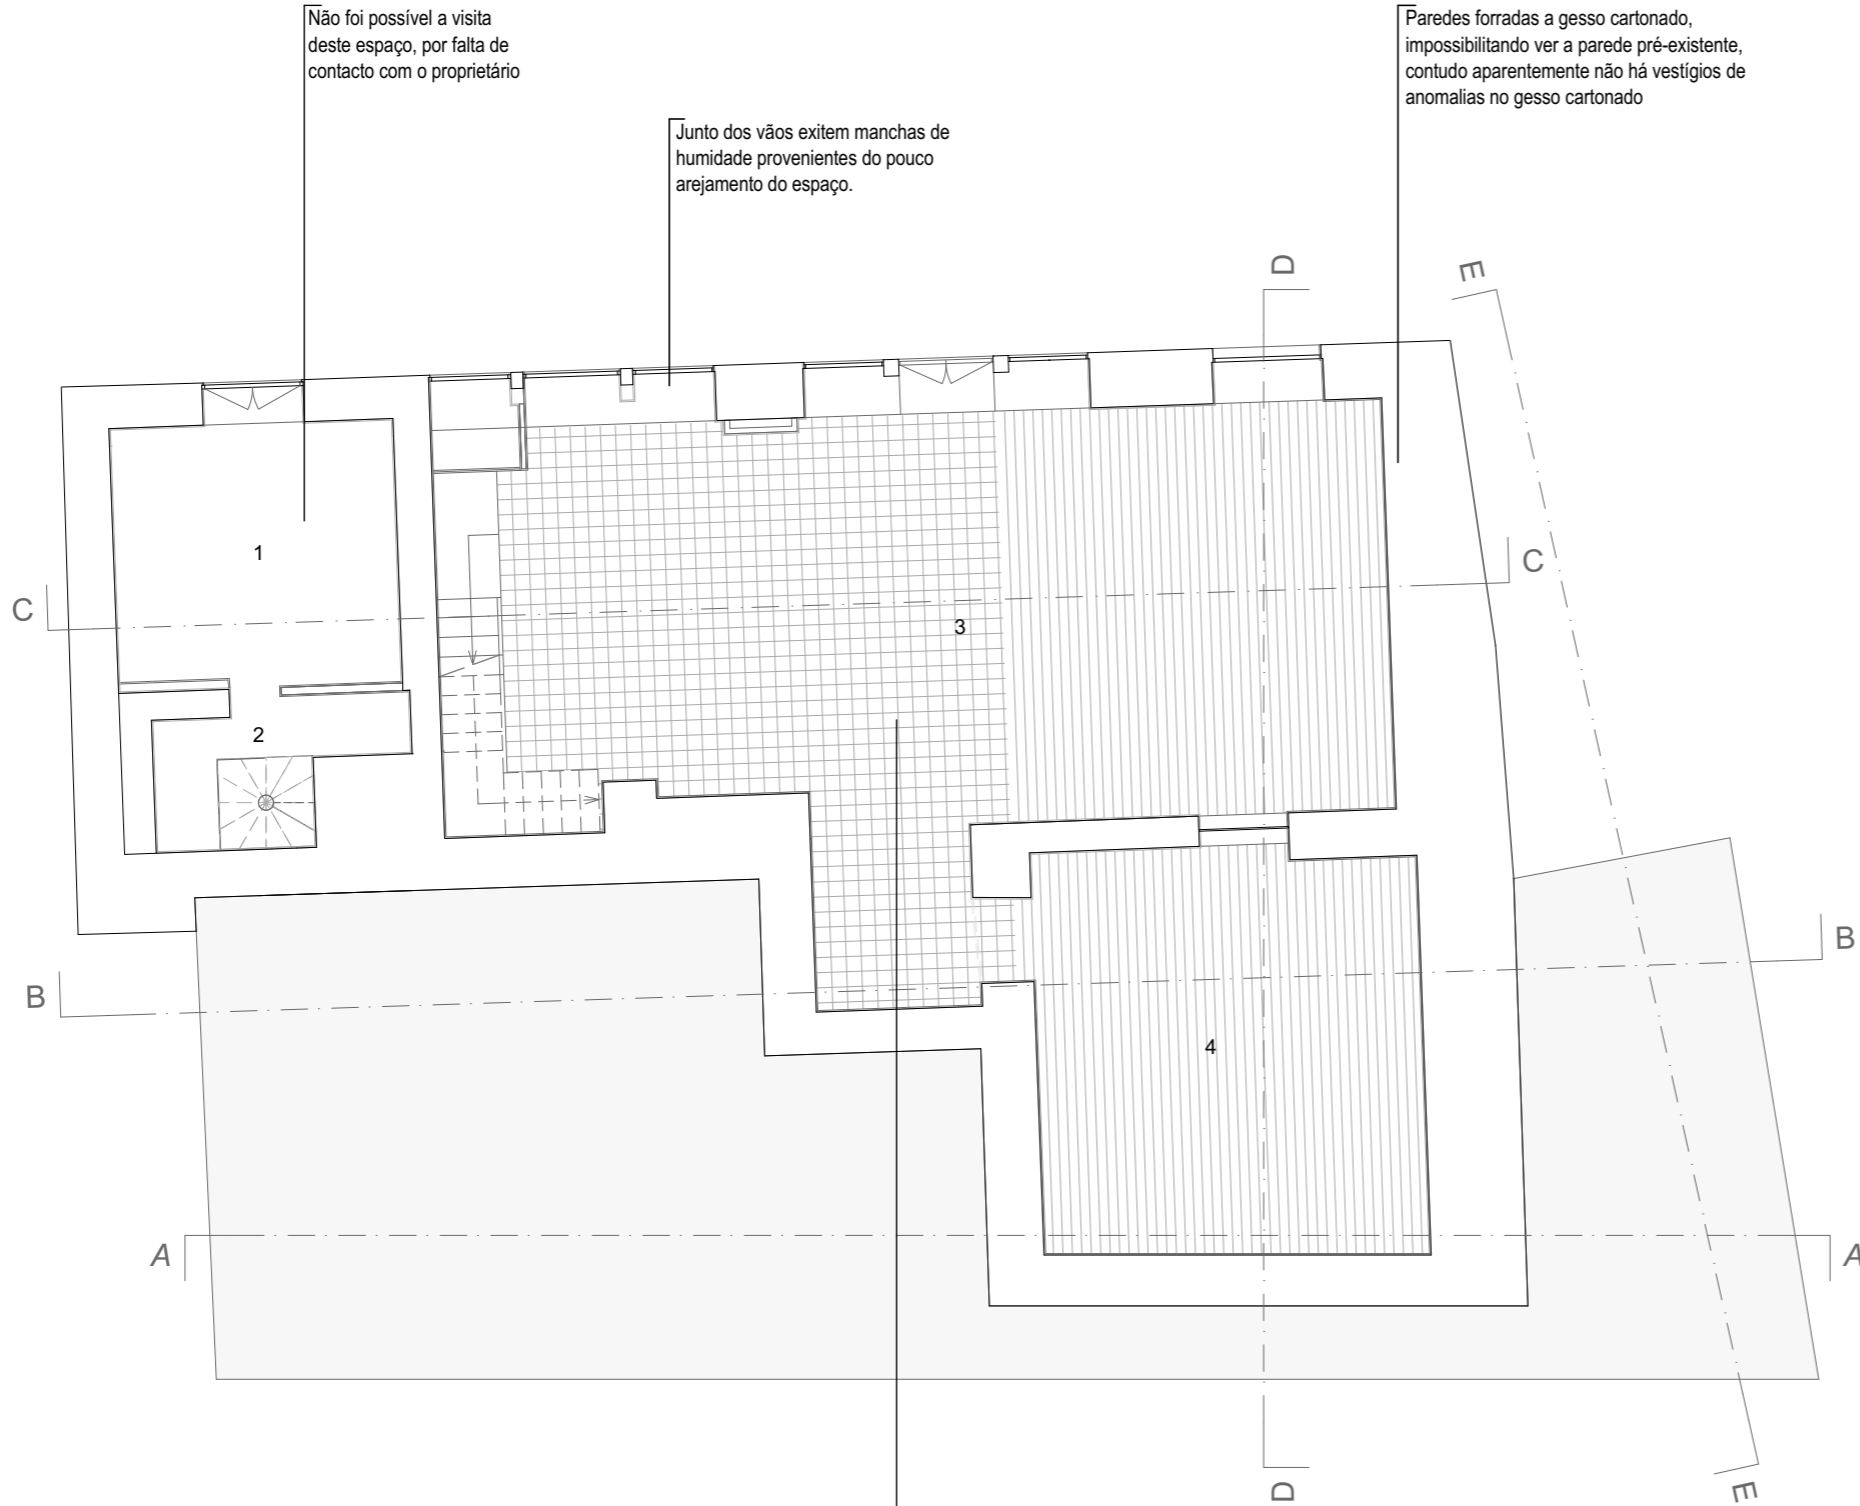 Não foi possível a visita
deste espaço, por falta de
contacto com o proprietário
Paredes forradas a gesso cartonado,
impossibilitando ver a parede pré-existente,
contudo aparentemente não há vestígios de
anomalias no gesso cartonado
Junto dos vãos exitem manchas de
humidade provenientes do pouco
arejamento do espaço.
D
E
1
C
C
3
2
B
B
4
A
A
D
E